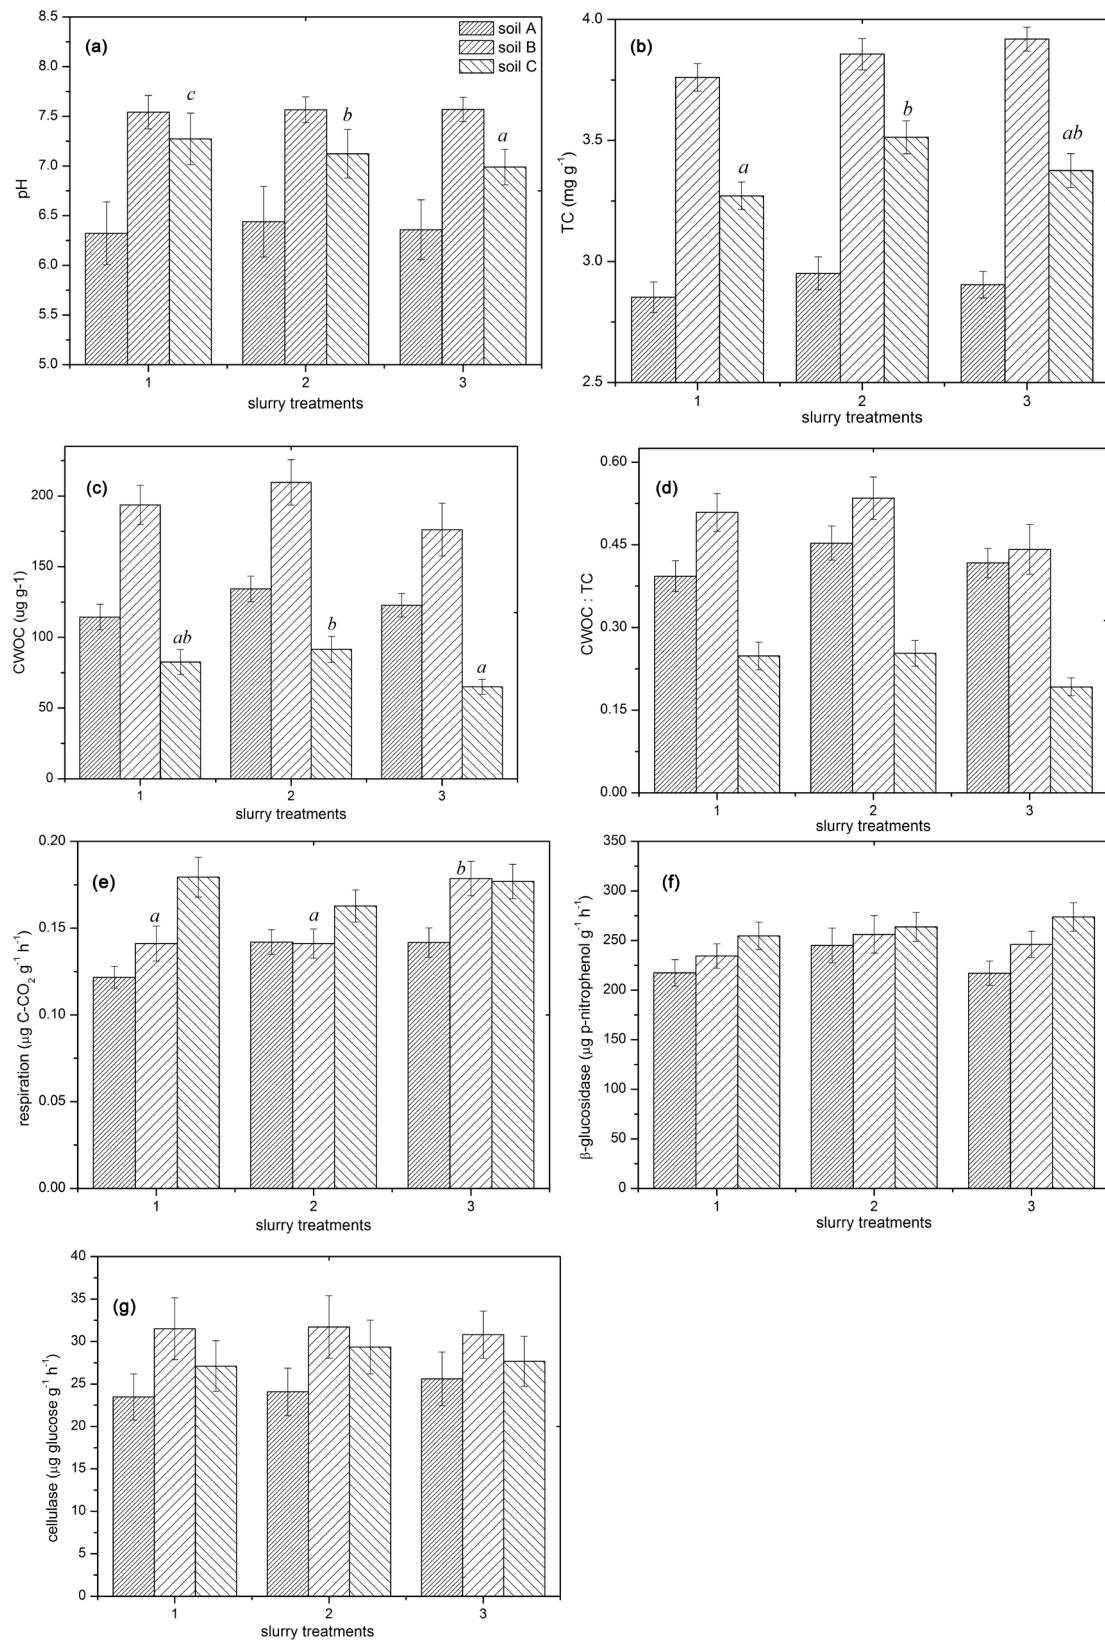 (a)
soil A
soil B
soil C
8.5
8.0
7.5
7.0
6.5
6.0
5.5
5.0
pH
c
b
a
1 2 3
slurry treatments
(b)
4.0
3.5
3.0
2.5
TC (mg g⁻¹)
a
b
ab
1 2 3
slurry treatments
(c)
200
150
100
50
0
CWOC (ug g-1)
ab
b
a
1 2 3
slurry treatments
(d)
0.60
0.45
0.30
0.15
0.00
CWOC : TC
1 2 3
slurry treatments
(e)
0.20
0.15
0.10
0.05
0.00
respiration (μg C-CO₂ g⁻¹ h⁻¹)
a
a
b
1 2 3
slurry treatments
(f)
350
300
250
200
150
100
50
0
β-glucosidase (μg p-nitrophenol g⁻¹ h⁻¹)
1 2 3
slurry treatments
(g)
40
35
30
25
20
15
10
5
0
cellulase (μg glucose g⁻¹ h⁻¹)
1 2 3
slurry treatments